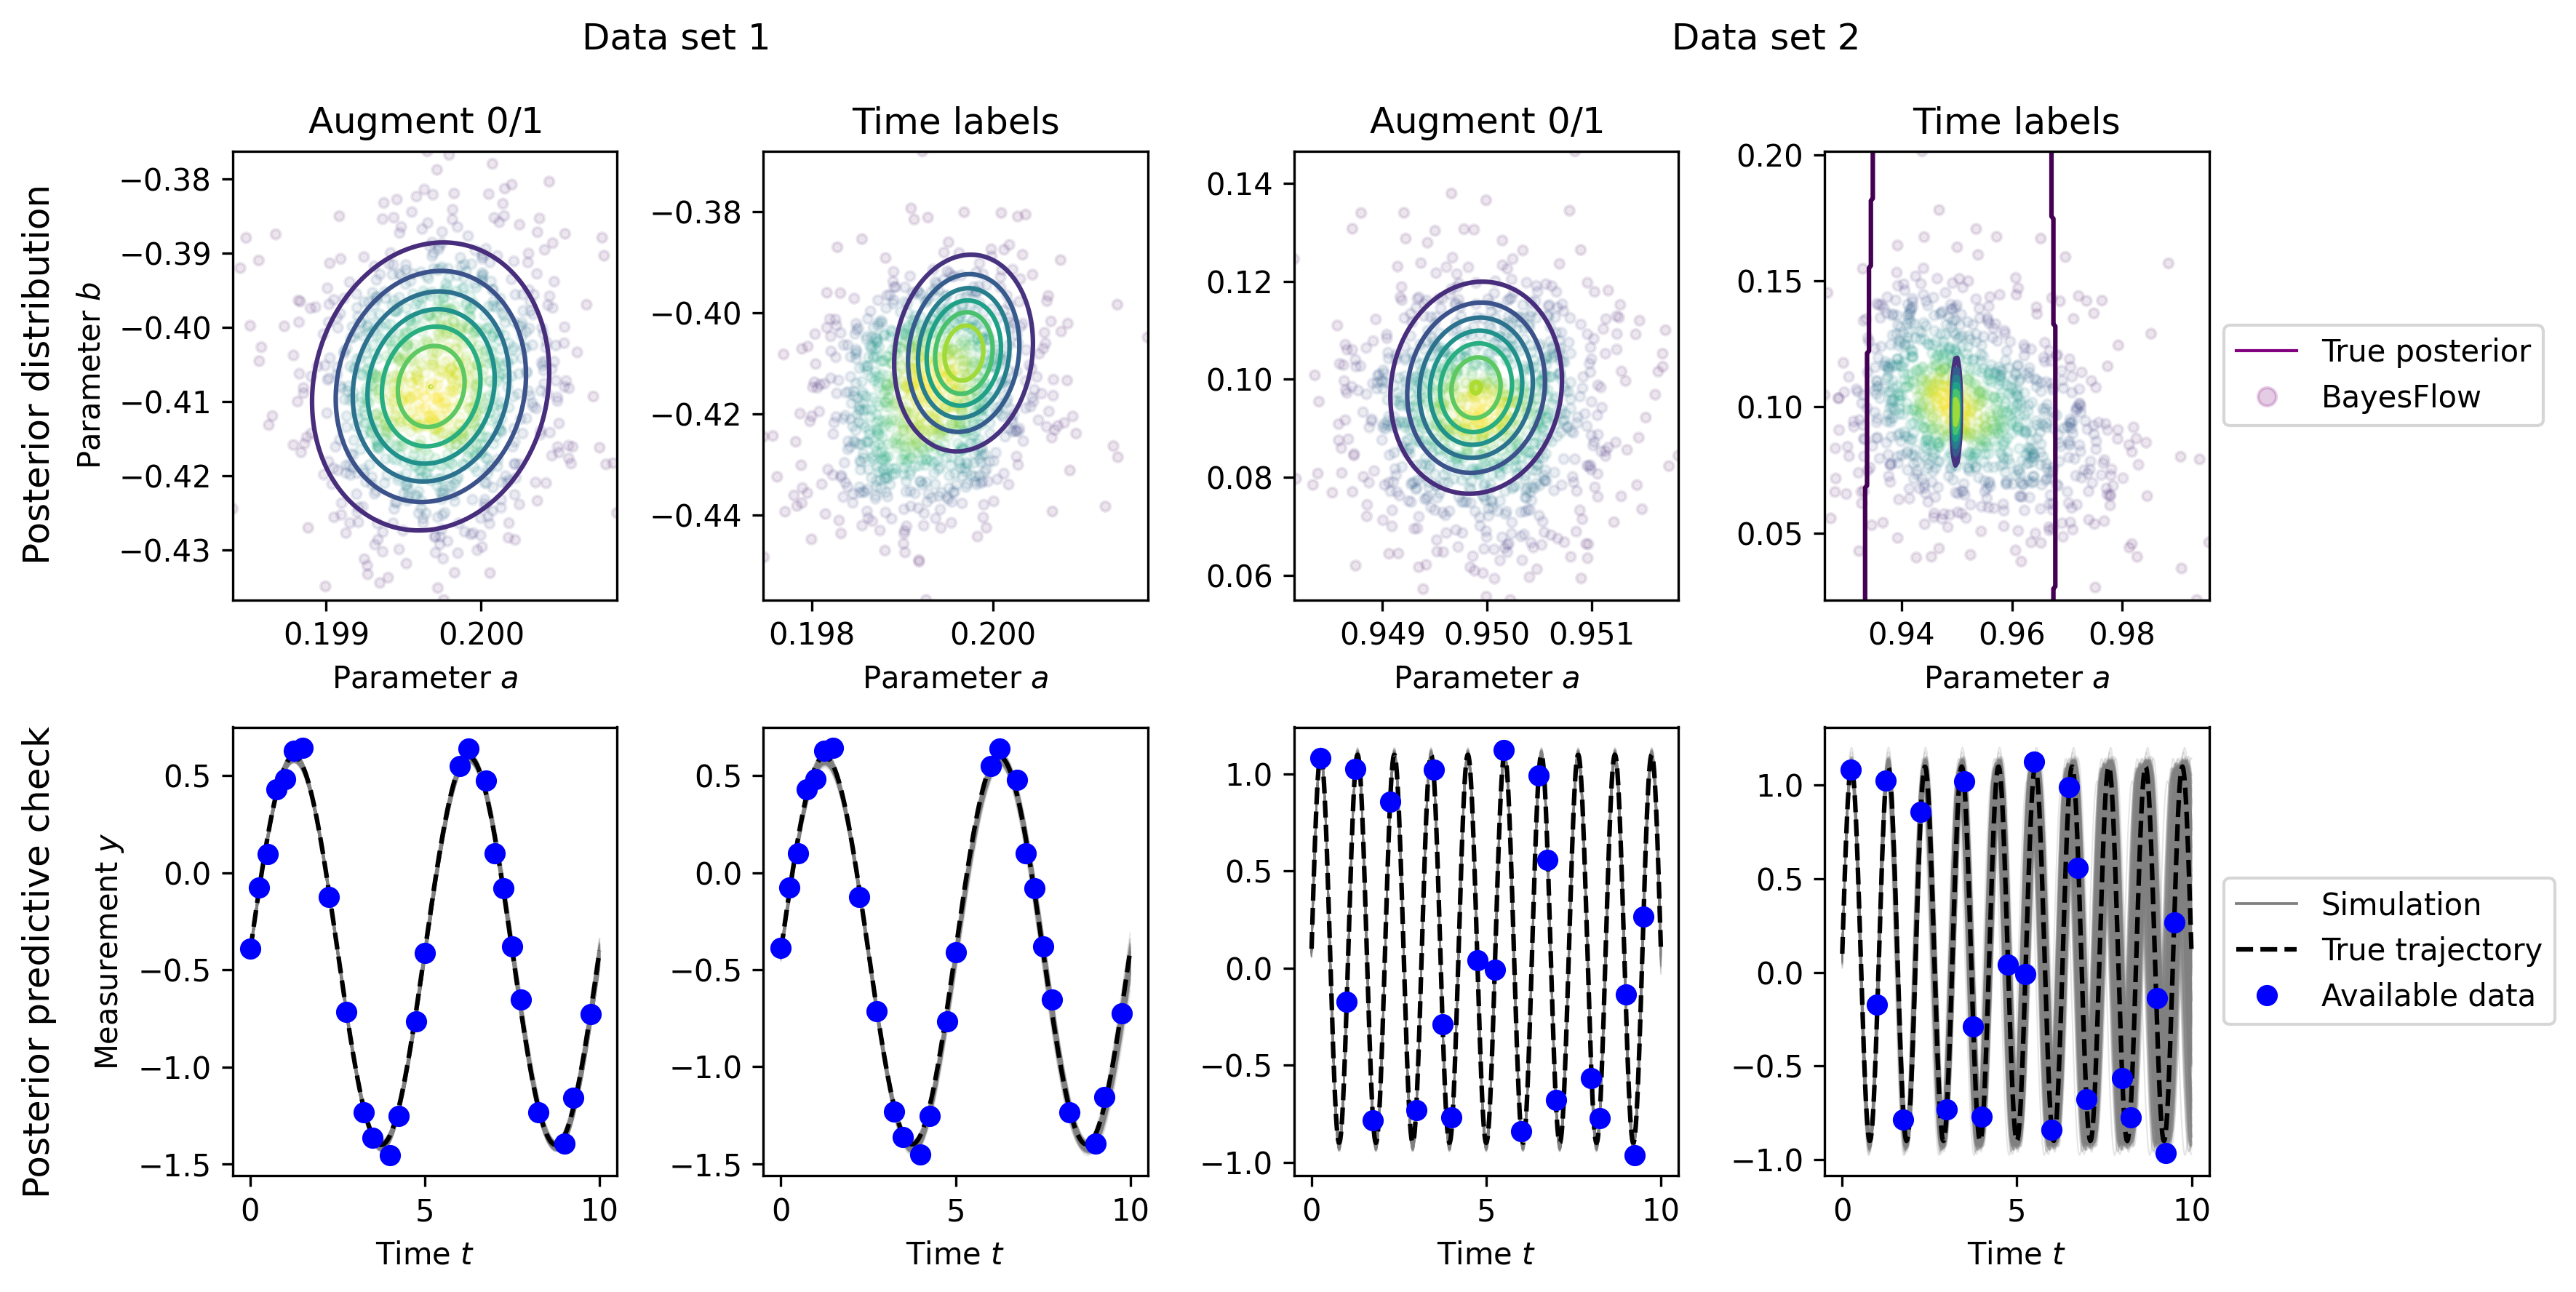 Data set 1
Data set 2
Augment 0/1
Time labels
Augment 0/1
Time labels
Posterior distribution
Parameter b
−0.38
−0.39
−0.40
−0.41
−0.42
−0.43
0.199
0.200
Parameter a
−0.38
−0.40
−0.42
−0.44
0.198
0.200
Parameter a
0.14
0.12
0.10
0.08
0.06
0.949
0.950
0.951
Parameter a
0.20
0.15
0.10
0.05
0.94
0.96
0.98
Parameter a
True posterior
BayesFlow
Posterior predictive check
Measurement y
0.5
0.0
−0.5
−1.0
−1.5
0
5
10
Time t
0.5
0.0
−0.5
−1.0
−1.5
0
5
10
Time t
1.0
0.5
0.0
−0.5
−1.0
0
5
10
Time t
1.0
0.5
0.0
−0.5
−1.0
0
5
10
Time t
Simulation
True trajectory
Available data